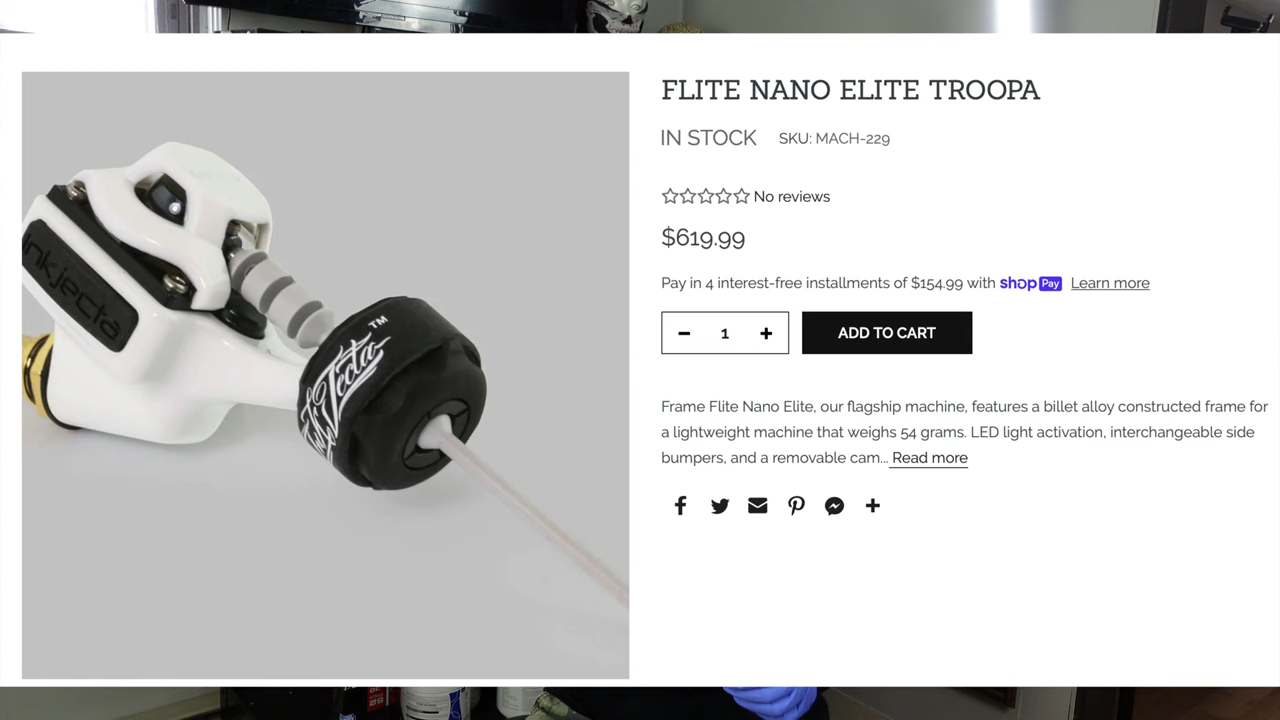 FLITE NANO ELITE TROOPA
IN STOCK SKU: MACH-229
No reviews
$619.99
Pay in 4 interest-free installments of $154.99 with shop Pay Learn more
1
ADD TO CART
Frame Flite Nano Elite, our flagship machine, features a billet alloy constructed frame for
a lightweight machine that weighs 54 grams. LED light activation, interchangeable side
bumpers, and a removable cam... Read more
inkjecta
InkJecta™